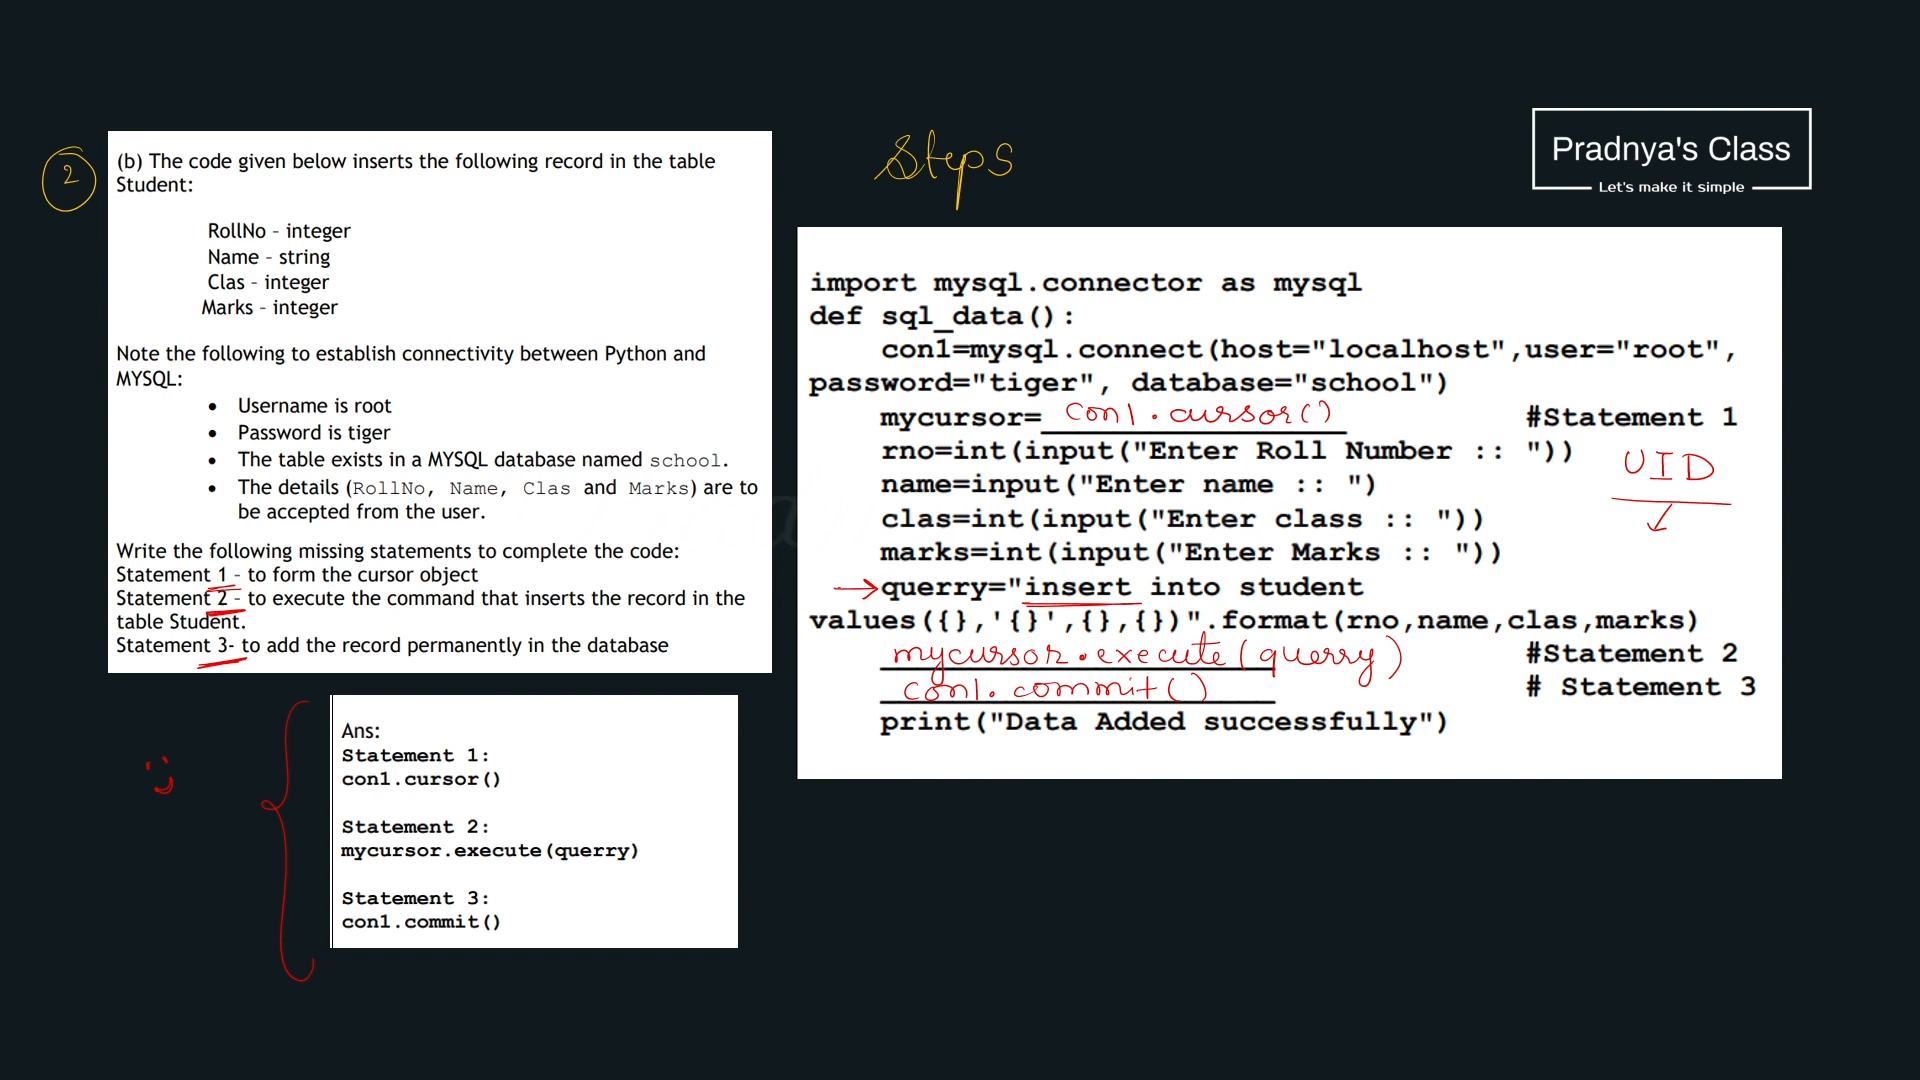 2
(b) The code given below inserts the following record in the table
Student:
RollNo – integer
Name – string
Clas – integer
Marks – integer
Note the following to establish connectivity between Python and
MYSQL:
• Username is root
• Password is tiger
• The table exists in a MYSQL database named school.
• The details (RollNo, Name, Clas and Marks) are to
be accepted from the user.
Write the following missing statements to complete the code:
Statement 1 – to form the cursor object
Statement 2 – to execute the command that inserts the record in the
table Student.
Statement 3- to add the record permanently in the database
Ans:
Statement 1:
con1.cursor()
Statement 2:
mycursor.execute(querry)
Statement 3:
con1.commit()
Steps
Pradnya's Class
Let's make it simple
import mysql.connector as mysql
def sql_data():
con1=mysql.connect(host="localhost",user="root",
password="tiger", database="school")
mycursor= con1.cursor() #Statement 1
rno=int(input("Enter Roll Number :: "))
UID
name=input("Enter name :: ")
clas=int(input("Enter class :: "))
marks=int(input("Enter Marks :: "))
querry="insert into student
values({},'{}',{},{})".format(rno,name,clas,marks)
mycursor.execute(querry) #Statement 2
con1.commit() # Statement 3
print("Data Added successfully")